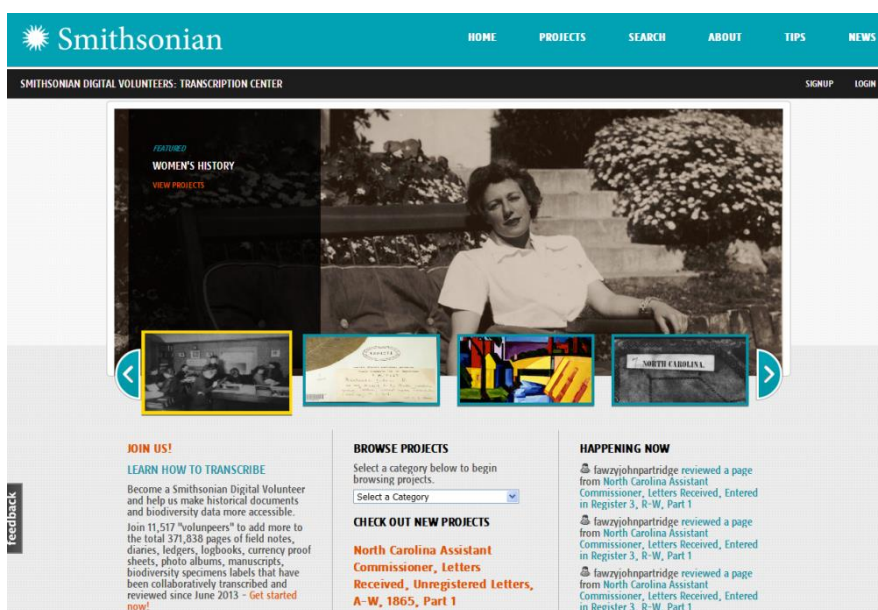 Smithsonian
HOME PROJECTS SEARCH ABOUT TIPS NEWS
SMITHSONIAN DIGITAL VOLUNTEERS: TRANSCRIPTION CENTER
SIGNUP LOGIN
FEATURED
WOMEN'S HISTORY
VIEW PROJECTS
NORTH CAROLINA.
JOIN US!
LEARN HOW TO TRANSCRIBE
Become a Smithsonian Digital Volunteer
and help us make historical documents
and biodiversity data more accessible.
Join 11,517 "volunpeers" to add more to
the total 371,838 pages of field notes,
diaries, ledgers, logbooks, currency proof
sheets, photo albums, manuscripts,
biodiversity specimens labels that have
been collaboratively transcribed and
reviewed since June 2013 - Get started
now!
BROWSE PROJECTS
Select a category below to begin
browsing projects.
Select a Category
CHECK OUT NEW PROJECTS
North Carolina Assistant
Commissioner, Letters
Received, Unregistered Letters,
A-W, 1865, Part 1
HAPPENING NOW
fawzyjohnpartridge reviewed a page
from North Carolina Assistant
Commissioner, Letters Received, Entered
in Register 3, R-W, Part 1
fawzyjohnpartridge reviewed a page
from North Carolina Assistant
Commissioner, Letters Received, Entered
in Register 3, R-W, Part 1
fawzyjohnpartridge reviewed a page
from North Carolina Assistant
Commissioner, Letters Received, Entered
in Register 3, R-W, Part 1
feedback